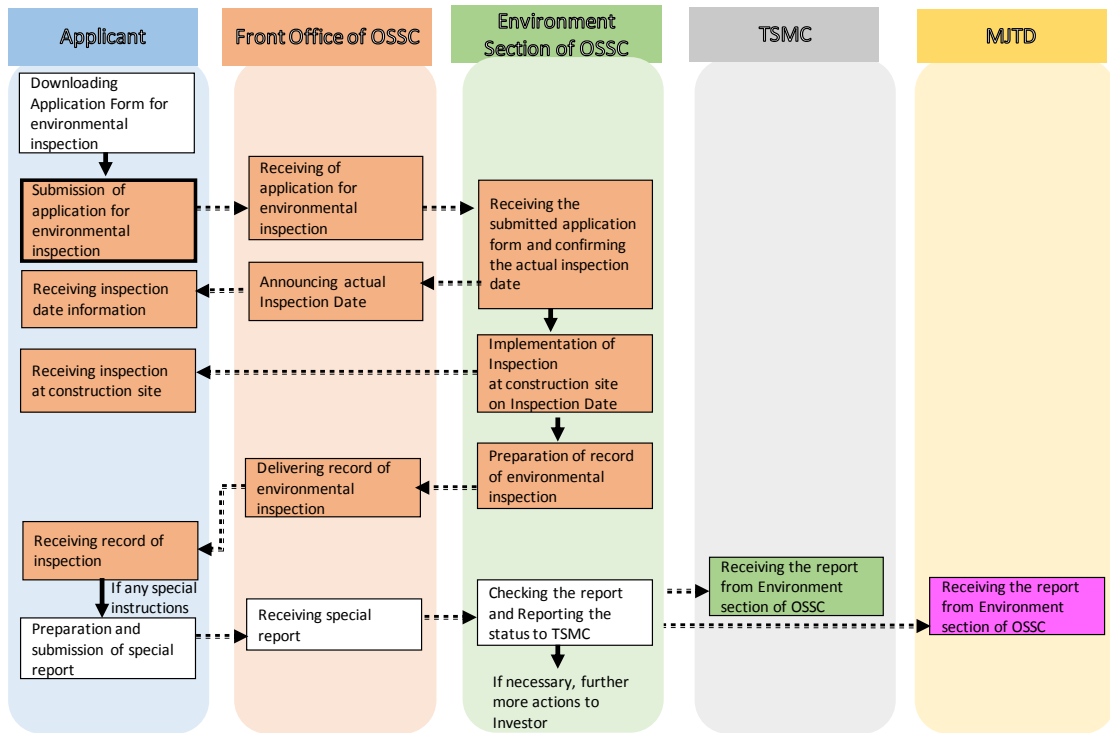 Applicant
Front Office of OSSC
Environment
Section of OSSC
TSMC
MJTD
Downloading
Application Form for
environmental
inspection
Submission of
application for
environmental
inspection
Receiving of
application for
environmental
inspection
Receiving the
submitted application
form and confirming
the actual inspection
date
Announcing actual
Inspection Date
Receiving inspection
date information
Implementation of
Inspection
at construction site
on Inspection Date
Receiving inspection
at construction site
Preparation of record
of environmental
inspection
Delivering record of
environmental
inspection
Receiving record of
inspection
If any special
instructions
Preparation and
submission of special
report
Receiving special
report
Checking the report
and Reporting the
status to TSMC
Receiving the report
from Environment
section of OSSC
Receiving the report
from Environment
section of OSSC
If necessary, further
more actions to
Investor